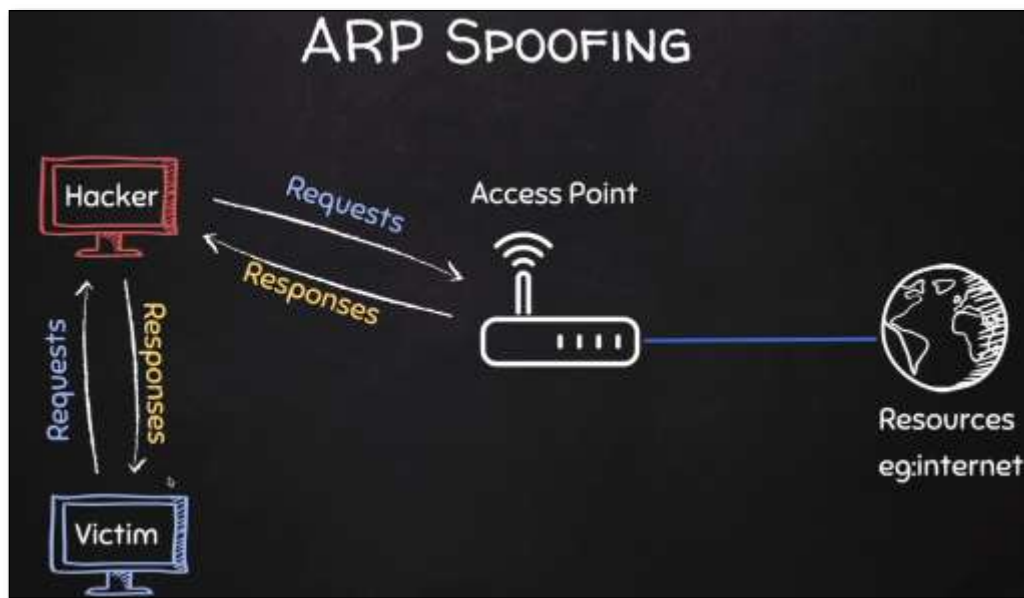 ARP SPOOFING
Hacker
Requests
Access Point
Responses
Requests
Responses
Resources
eg:internet
Victim